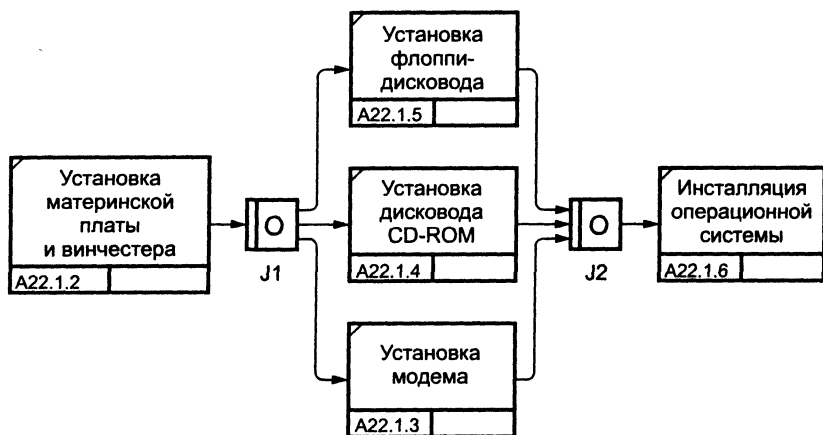 Установка
флоппи-
дисковода
A22.1.5
Установка
материнской
платы
и винчестера
A22.1.2
O
J1
Установка
дисковода
CD-ROM
A22.1.4
O
J2
Инсталляция
операционной
системы
A22.1.6
Установка
модема
A22.1.3